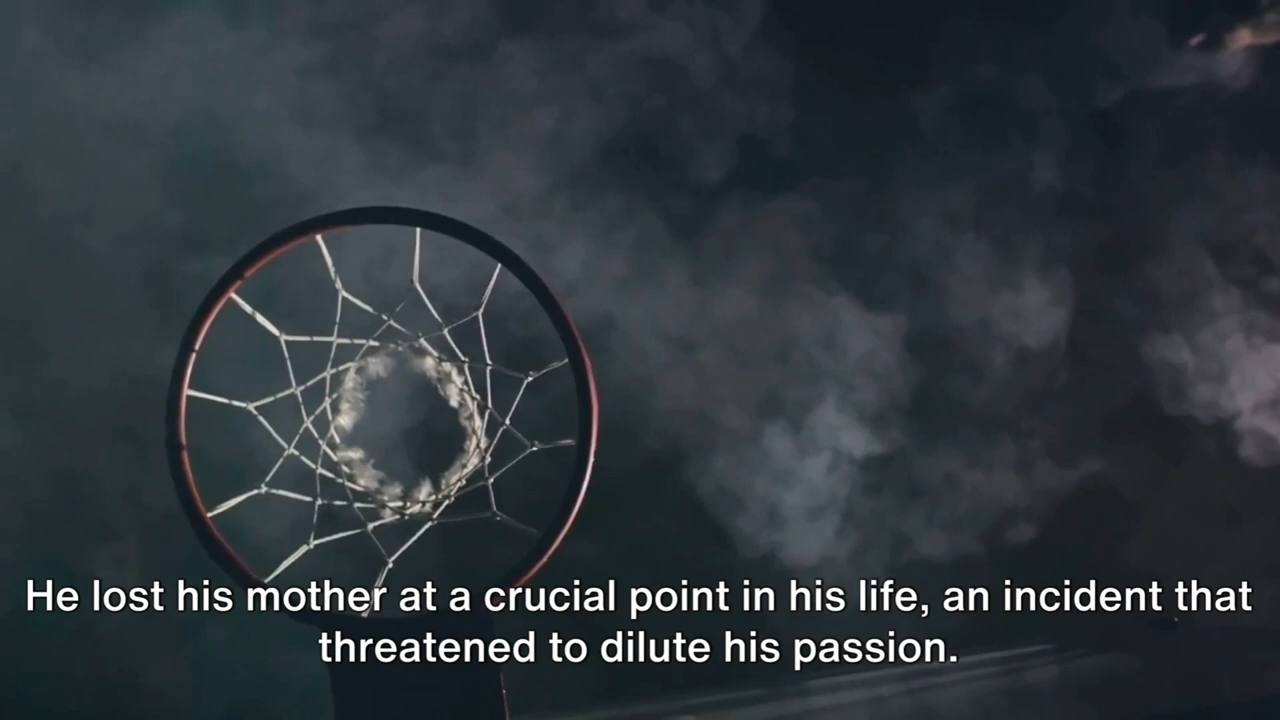 He lost his mother at a crucial point in his life, an incident that
threatened to dilute his passion.